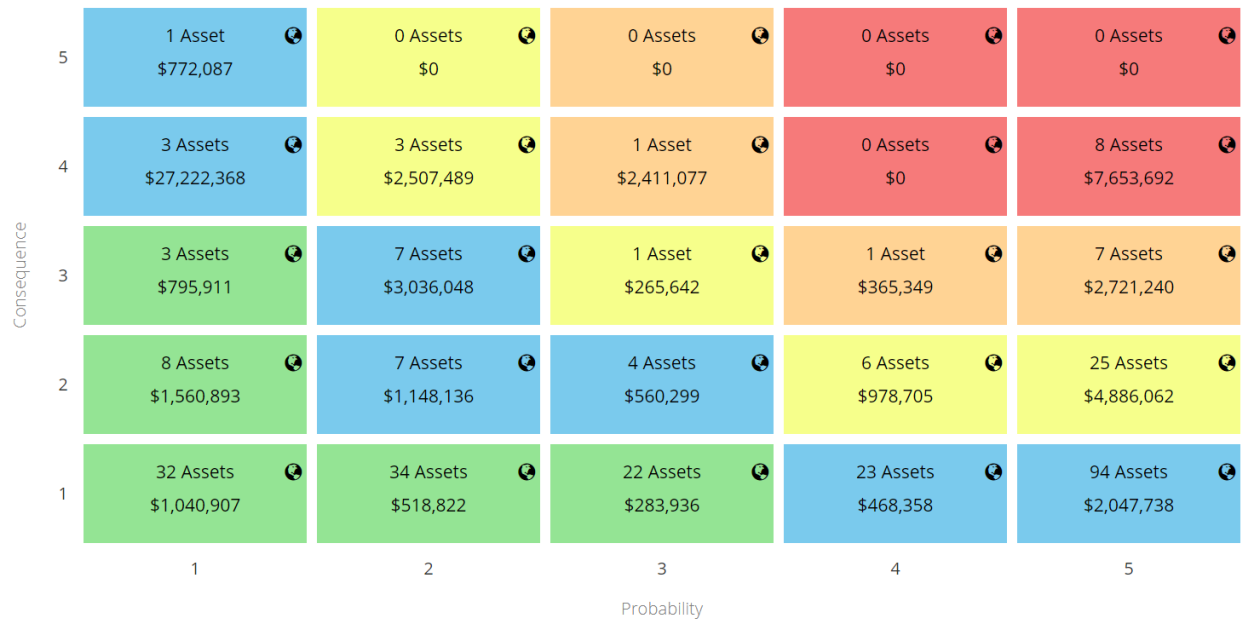 1 Asset
$772,087
0 Assets
$0
0 Assets
$0
0 Assets
$0
0 Assets
$0
5
3 Assets
$27,222,368
3 Assets
$2,507,489
1 Asset
$2,411,077
0 Assets
$0
8 Assets
$7,653,692
4
3 Assets
$795,911
7 Assets
$3,036,048
1 Asset
$265,642
1 Asset
$365,349
7 Assets
$2,721,240
3
8 Assets
$1,560,893
7 Assets
$1,148,136
4 Assets
$560,299
6 Assets
$978,705
25 Assets
$4,886,062
2
32 Assets
$1,040,907
34 Assets
$518,822
22 Assets
$283,936
23 Assets
$468,358
94 Assets
$2,047,738
1
Consequence
1
2
3
4
5
Probability